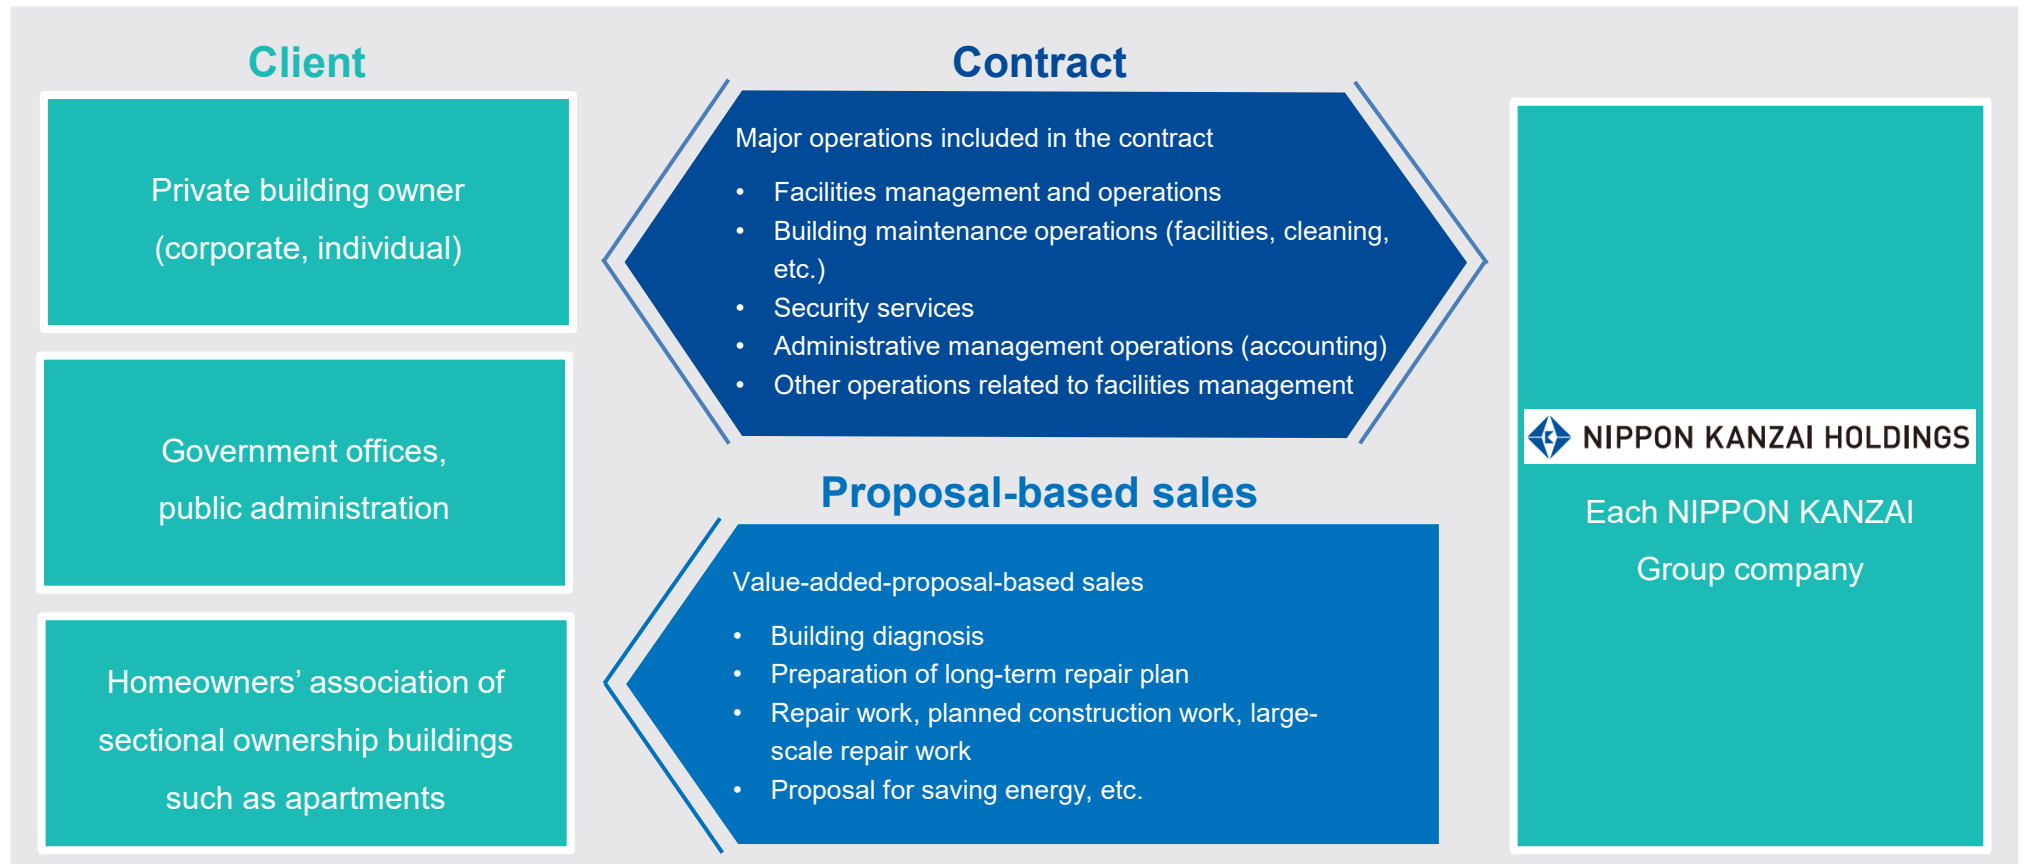 Client
Private building owner
(corporate, individual)
Government offices,
public administration
Homeowners’ association of
sectional ownership buildings
such as apartments
Contract
Major operations included in the contract
• Facilities management and operations
• Building maintenance operations (facilities, cleaning,
etc.)
• Security services
• Administrative management operations (accounting)
• Other operations related to facilities management
Proposal-based sales
Value-added-proposal-based sales
• Building diagnosis
• Preparation of long-term repair plan
• Repair work, planned construction work, large-
scale repair work
• Proposal for saving energy, etc.
NIPPON KANZAI HOLDINGS
Each NIPPON KANZAI
Group company